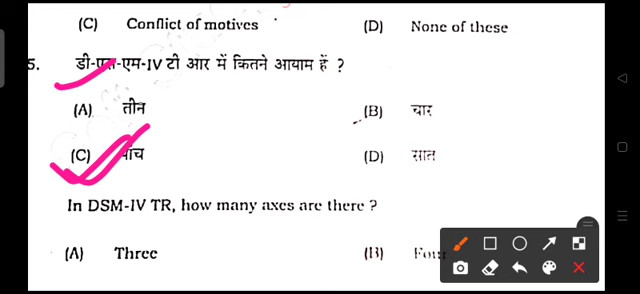 (C) Conflict of motives (D) None of these
5. डी-एस-एम-IV टी आर में कितने आयाम हैं ?
(A) तीन (B) चार
(C) पांच (D) सात
In DSM-IV TR, how many axes are there ?
(A) Three (B) Four